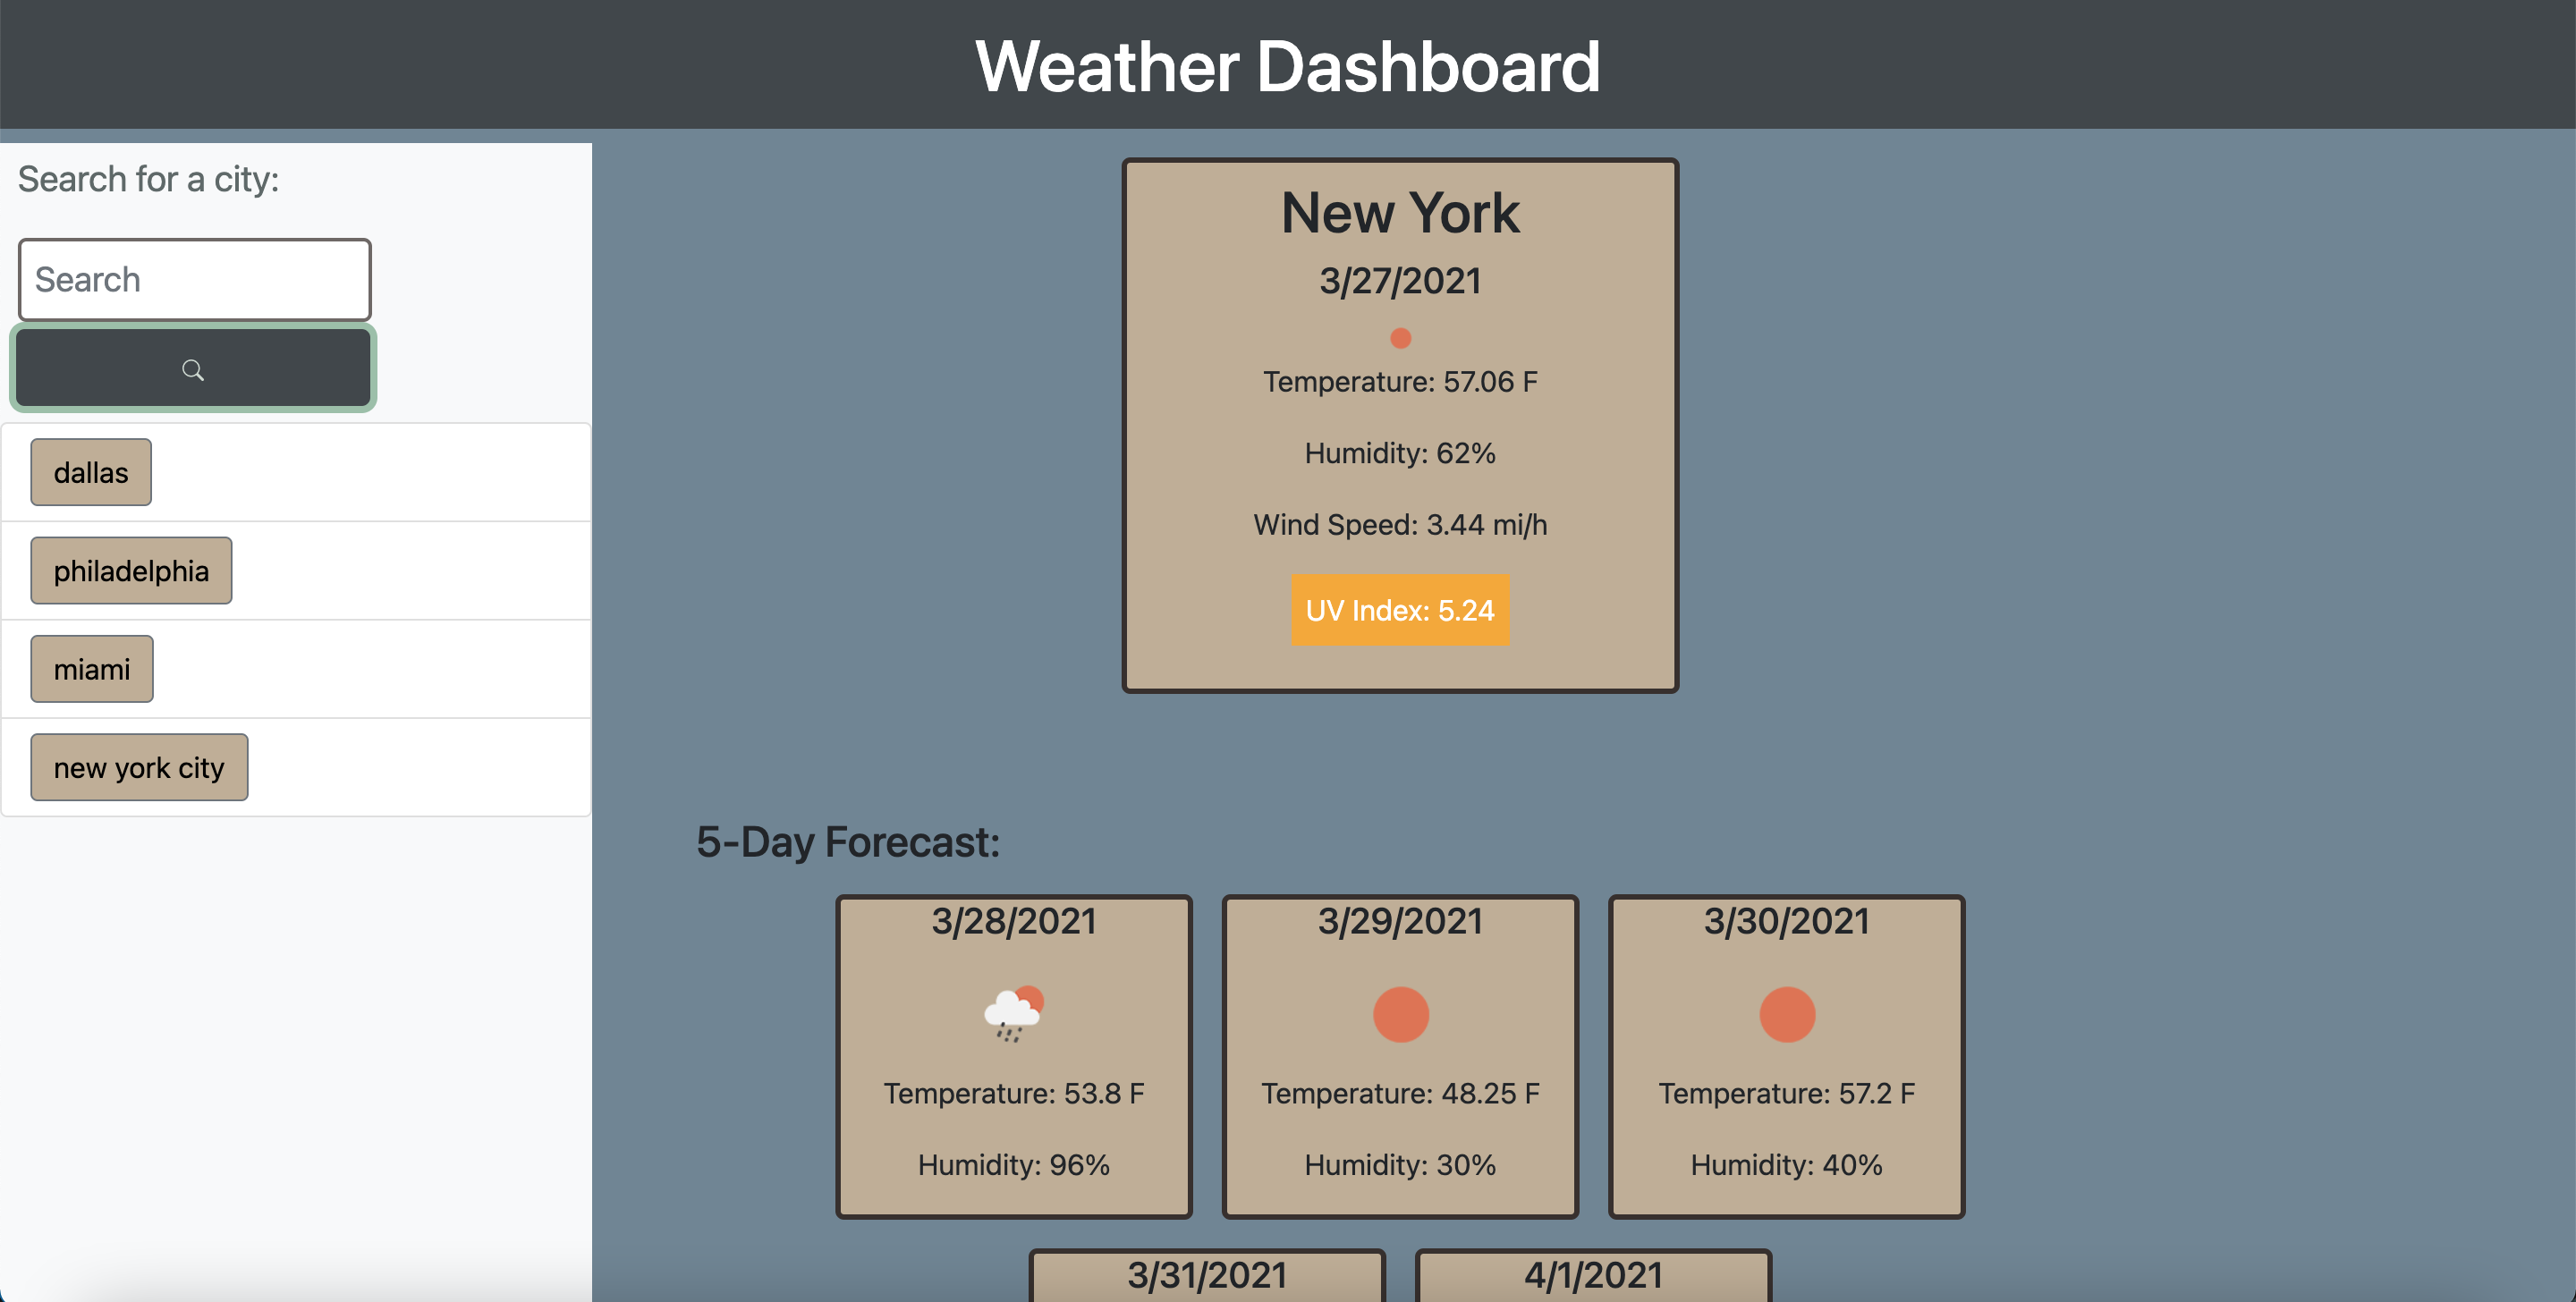 Weather Dashboard
Search for a city:
Search
dallas
philadelphia
miami
new york city
New York
3/27/2021
Temperature: 57.06 F
Humidity: 62%
Wind Speed: 3.44 mi/h
UV Index: 5.24
5-Day Forecast:
3/28/2021
Temperature: 53.8 F
Humidity: 96%
3/29/2021
Temperature: 48.25 F
Humidity: 30%
3/30/2021
Temperature: 57.2 F
Humidity: 40%
3/31/2021
4/1/2021